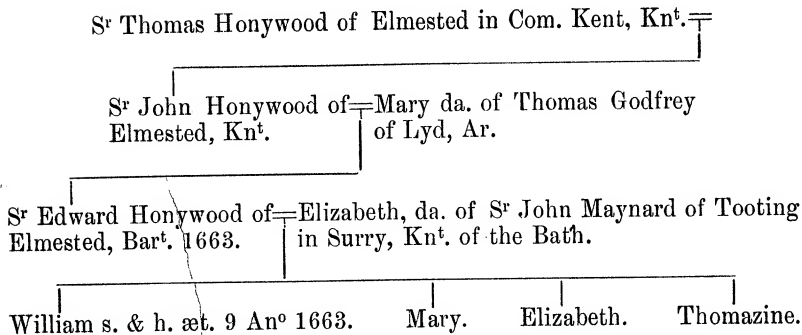 Sʳ Thomas Honywood of Elmested in Com. Kent, Knᵗ.
Sʳ John Honywood of Mary da. of Thomas Godfrey
Elmested, Knᵗ. of Lyd, Ar.
Sʳ Edward Honywood of Elizabeth, da. of Sʳ John Maynard of Tooting
Elmested, Barᵗ. 1663. in Surry, Knᵗ. of the Bath.
William s. & h. æt. 9 Anᵒ 1663. Mary. Elizabeth. Thomazine.